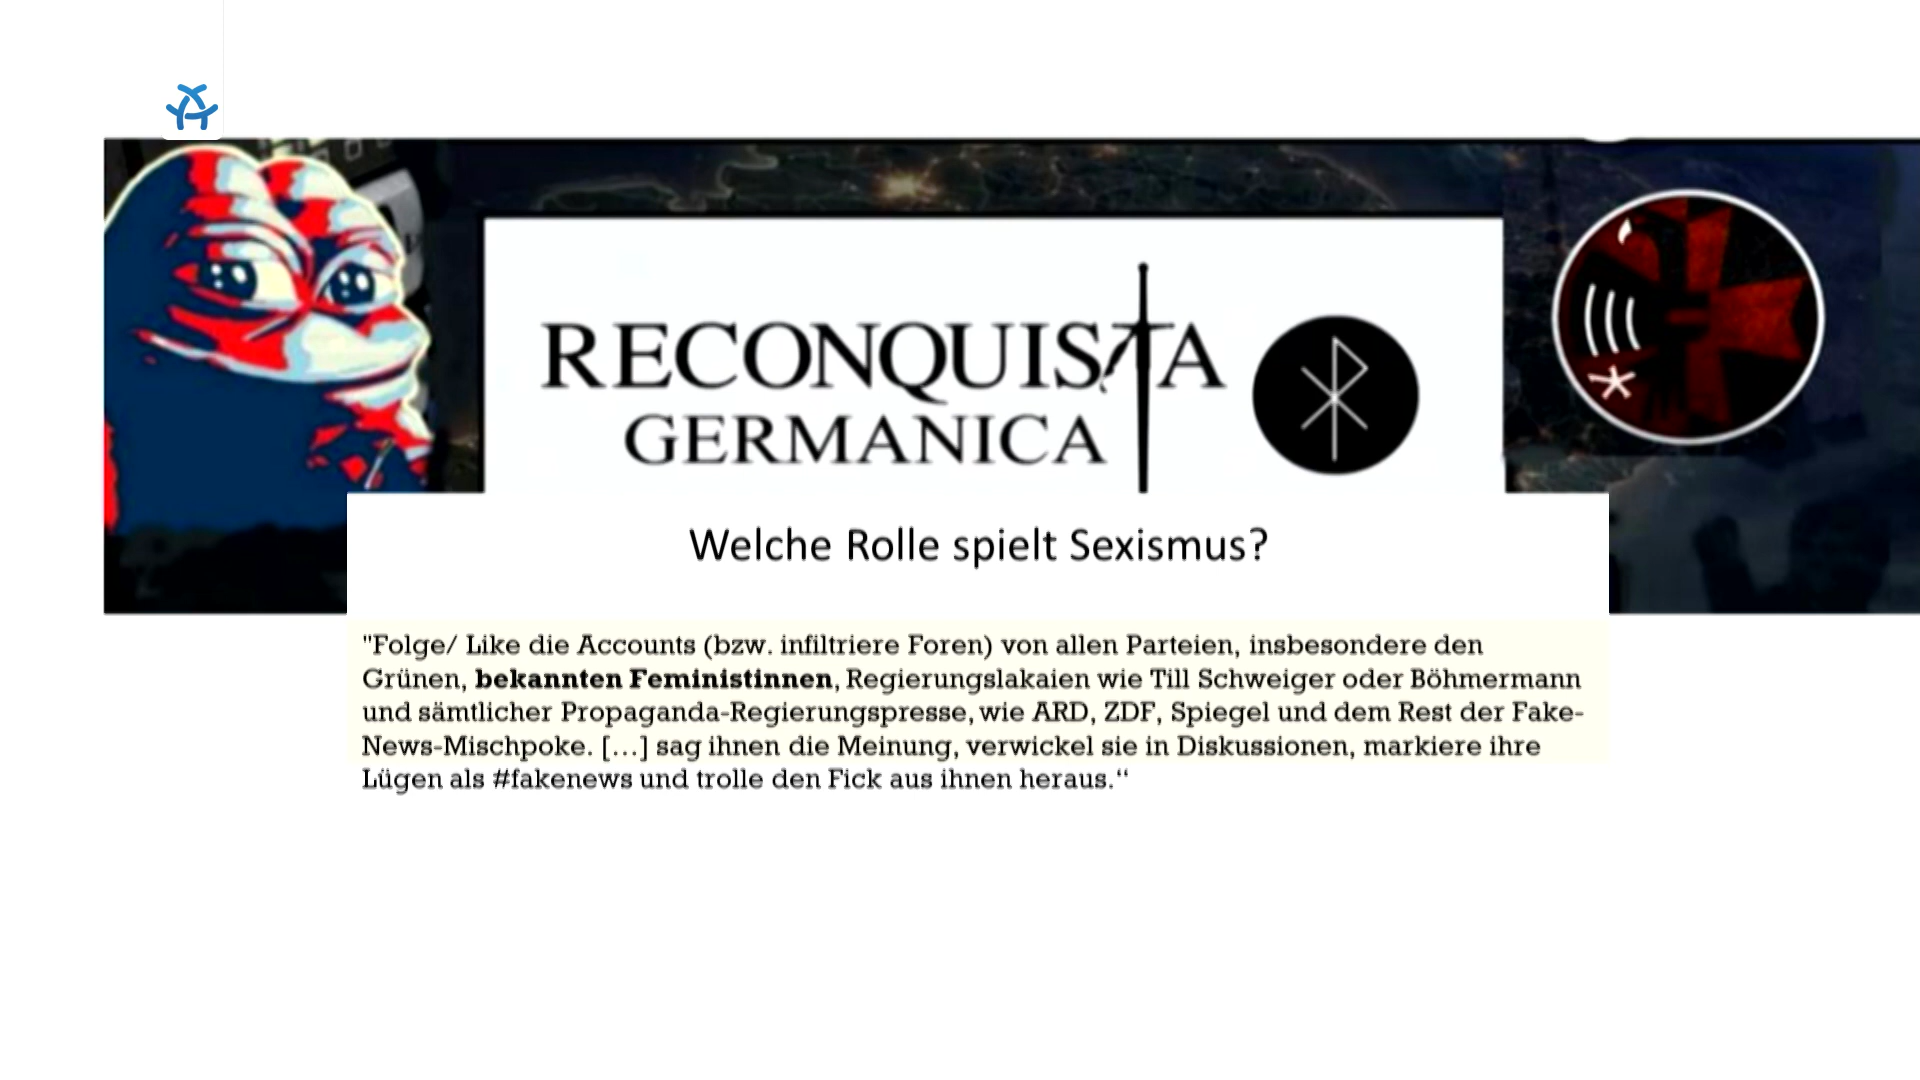 RECONQUISTA
GERMANICA
Welche Rolle spielt Sexismus?
"Folge/ Like die Accounts (bzw. infiltriere Foren) von allen Parteien, insbesondere den
Grünen, bekannten Feministinnen, Regierungslakaien wie Till Schweiger oder Böhmermann
und sämtlicher Propaganda-Regierungspresse, wie ARD, ZDF, Spiegel und dem Rest der Fake-
News-Mischpoke. […] sag ihnen die Meinung, verwickel sie in Diskussionen, markiere ihre
Lügen als #fakenews und trolle den Fick aus ihnen heraus.“